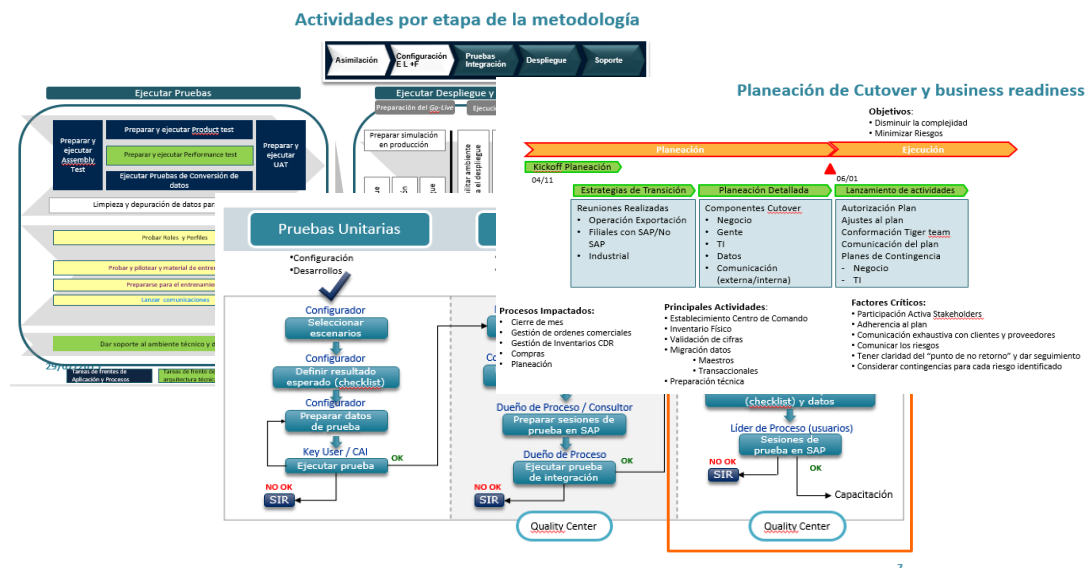 Actividades por etapa de la metodología
Asimilación
Configuración
E L +F
Pruebas
Integración
Despliegue
Soporte
Ejecutar Pruebas
Preparar y
ejecutar
Assembly
Test
Preparar y ejecutar Product test
Preparar y ejecutar Performance test
Ejecutar Pruebas de Conversión de
datos
Preparar y
ejecutar
UAT
Limpieza y depuración de datos par
Probar Roles y Perfiles
Probar y pilotear y material de entre
Prepararse para el entrenamie
Lanzar comunicaciones
Dar soporte al ambiente técnico y d
Tareas de frentes de
Aplicación y Procesos
Tareas de frente de
arquitectura técnic
Ejecutar Despliegue y
Preparación del Go-Live
Ejecuci
Preparar simulación
en producción
Planeación de Cutover y business readiness
Objetivos:
• Disminuir la complejidad
• Minimizar Riesgos
Planeación
Ejecución
Kickoff Planeación
04/11
06/01
Estrategias de Transición
Reuniones Realizadas
• Operación Exportación
• Filiales con SAP/No
SAP
• Industrial
Planeación Detallada
Componentes Cutover
• Negocio
• Gente
• TI
• Datos
• Comunicación
(externa/interna)
Lanzamiento de actividades
Autorización Plan
Ajustes al plan
Conformación Tiger team
Comunicación del plan
Planes de Contingencia
- Negocio
- TI
Procesos Impactados:
• Cierre de mes
• Gestión de ordenes comerciales
• Gestión de Inventarios CDR
• Compras
• Planeación
Principales Actividades:
• Establecimiento Centro de Comando
• Inventario Físico
• Validación de cifras
• Migración datos
• Maestros
• Transaccionales
• Preparación técnica
Factores Críticos:
• Participación Activa Stakeholders
• Adherencia al plan
• Comunicación exhaustiva con clientes y proveedores
• Comunicar los riesgos
• Tener claridad del “punto de no retorno” y dar seguimiento
• Considerar contingencias para cada riesgo identificado
Pruebas Unitarias
•Configuración
•Desarrollos
Configurador
Seleccionar
escenarios
Configurador
Definir resultado
esperado (checklist)
Configurador
Preparar datos
de prueba
Key User / CAI
Ejecutar prueba
OK
NO OK
SIR
Dueño de Proceso / Consultor
Preparar sesiones de
prueba en SAP
Dueño de Proceso
Ejecutar prueba
de integración
OK
NO OK
SIR
Quality Center
(checklist) y datos
Líder de Proceso (usuarios)
Sesiones de
prueba en SAP
NO OK
SIR
OK
Capacitación
Quality Center
7